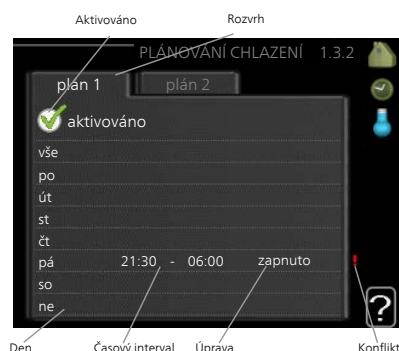 Aktivováno Rozvrh
PLÁNOVÁNÍ CHLAZENÍ 1.3.2
plán 1 plán 2
aktivováno
vše
po
út
st
čt
pá 21:30 - 06:00 zapnuto !
so
ne
?
Den Časový interval Úprava Konflikt